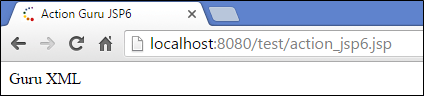 Action Guru JSP6
localhost:8080/test/action_jsp6.jsp
Guru XML